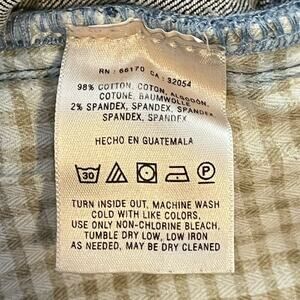 RN : 66170 CA : 32054
98% COTTON, COTON, ALGODÓN,
COTONE, BAUMWOLLE
2% SPANDEX, SPANDEX, SPANDEX
SPANDEX, SPANDEX
HECHO EN GUATEMALA
30 P
TURN INSIDE OUT, MACHINE WASH
COLD WITH LIKE COLORS,
USE ONLY NON-CHLORINE BLEACH,
TUMBLE DRY LOW, LOW IRON
AS NEEDED, MAY BE DRY CLEANED